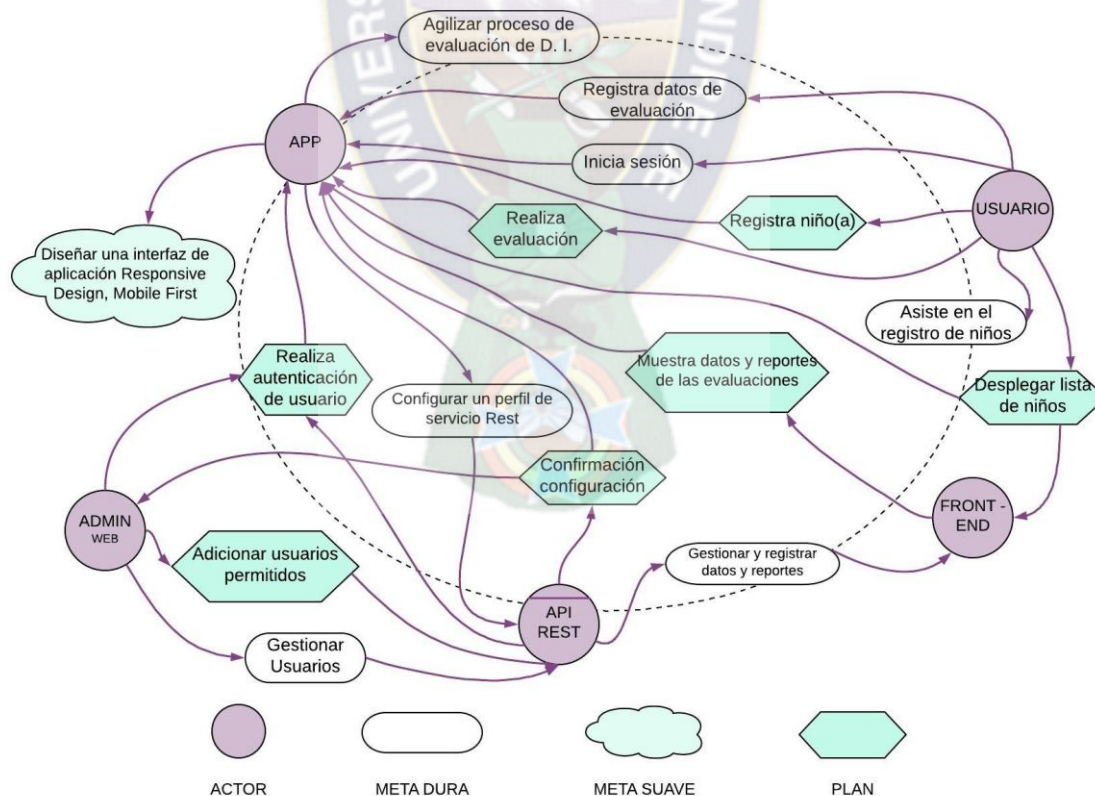 Agilizar proceso de
evaluación de D. I.
Registra datos de
evaluación
APP
Inicia sesión
Realiza
evaluación
Registra niño(a)
USUARIO
Diseñar una interfaz de
aplicación Responsive
Design, Mobile First
Asiste en el
registro de niños
Realiza
autenticación
de usuario
Configurar un perfil de
servicio Rest
Muestra datos y reportes
de las evaluaciones
Desplegar lista
de niños
Confirmación
configuración
ADMIN
WEB
FRONT -
END
Adicionar usuarios
permitidos
Gestionar y registrar
datos y reportes
API
REST
Gestionar
Usuarios
ACTOR
META DURA
META SUAVE
PLAN
UNIVERS
NDRE